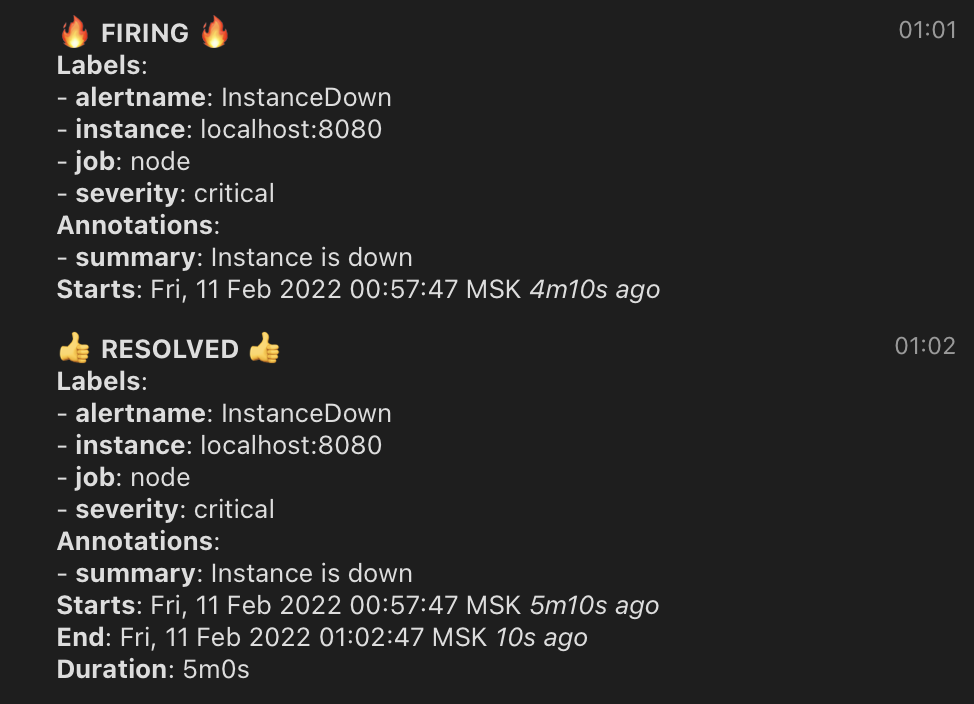 🔥 FIRING 🔥 01:01
Labels:
- alertname: InstanceDown
- instance: localhost:8080
- job: node
- severity: critical
Annotations:
- summary: Instance is down
Starts: Fri, 11 Feb 2022 00:57:47 MSK 4m10s ago
👍 RESOLVED 👍 01:02
Labels:
- alertname: InstanceDown
- instance: localhost:8080
- job: node
- severity: critical
Annotations:
- summary: Instance is down
Starts: Fri, 11 Feb 2022 00:57:47 MSK 5m10s ago
End: Fri, 11 Feb 2022 01:02:47 MSK 10s ago
Duration: 5m0s